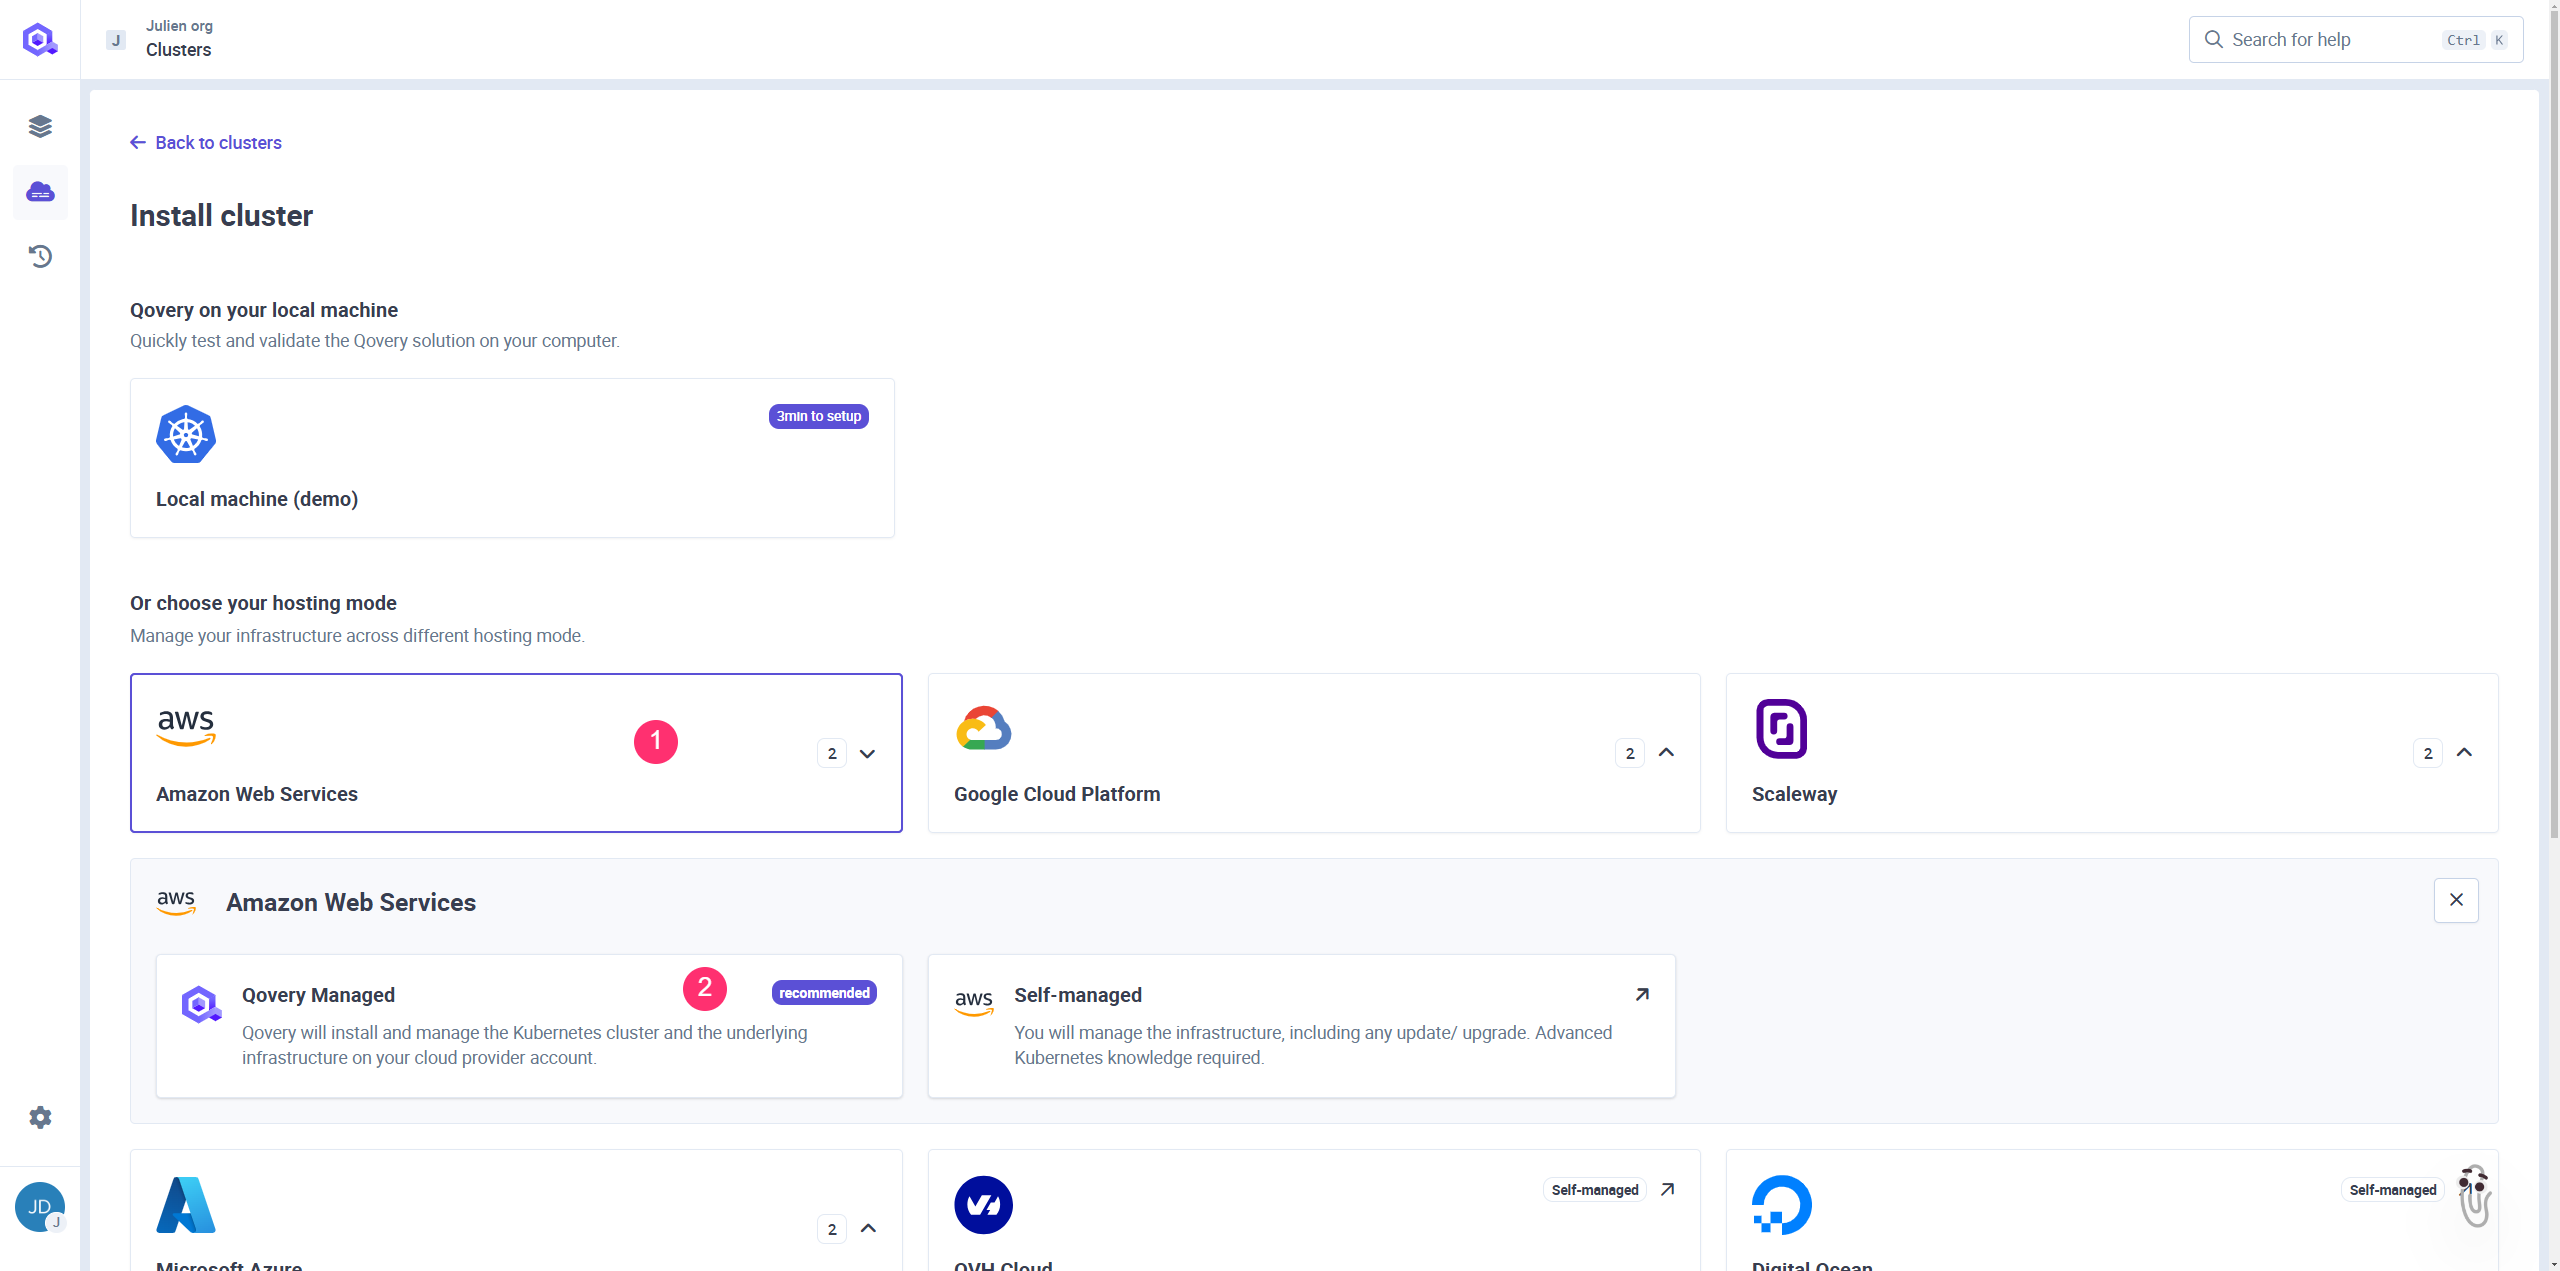 Julien org
J
Clusters
Search for help
Ctrl K
Back to clusters
Install cluster
Qovery on your local machine
Quickly test and validate the Qovery solution on your computer.
3min to setup
Local machine (demo)
Or choose your hosting mode
Manage your infrastructure across different hosting mode.
aws
1
2
Amazon Web Services
2
Google Cloud Platform
2
Scaleway
aws
Amazon Web Services
Qovery Managed
2
recommended
Qovery will install and manage the Kubernetes cluster and the underlying
infrastructure on your cloud provider account.
aws
Self-managed
You will manage the infrastructure, including any update/ upgrade. Advanced
Kubernetes knowledge required.
2
Microsoft Azure
Self-managed
OVH Cloud
Self-managed
Digital Ocean
JD
J